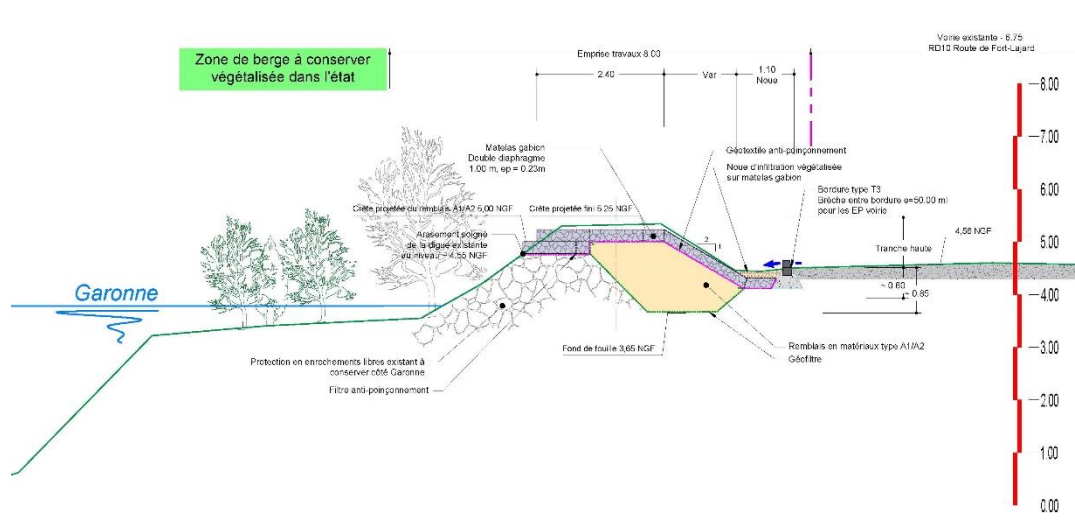 Voirie existante - 6.75
RD10 Route de Fort-Lajard
Zone de berge à conserver
végétalisée dans l'état
Emprise travaux 8.00
2.40
Var
1.10
Noue
8.00
7.00
6.00
5.00
4.00
3.00
2.00
1.00
0.00
Matelas gabion
Double diaphragme
1.00 m, ep = 0.23m
Géotextile anti-poinçonnement
Noue d'infiltration végétalisée
sur matelas gabion
Bordure type T3
Brèche entre bordure e=50.00 ml
pour les EP voirie
Crête projetée du remblais A1/A2 5,00 NGF
Crête projetée fini 5.25 NGF
Arasement soigné
de la digue existante
au niveau ~ 4.55 NGF
2
1
4,58 NGF
Tranche haute
~ 0.60
~ 0.85
Garonne
Fond de fouille 3,65 NGF
Remblais en matériaux type A1/A2
Géofiltre
Protection en enrochements libres existant à
conserver côté Garonne
Filtre anti-poinçonnement